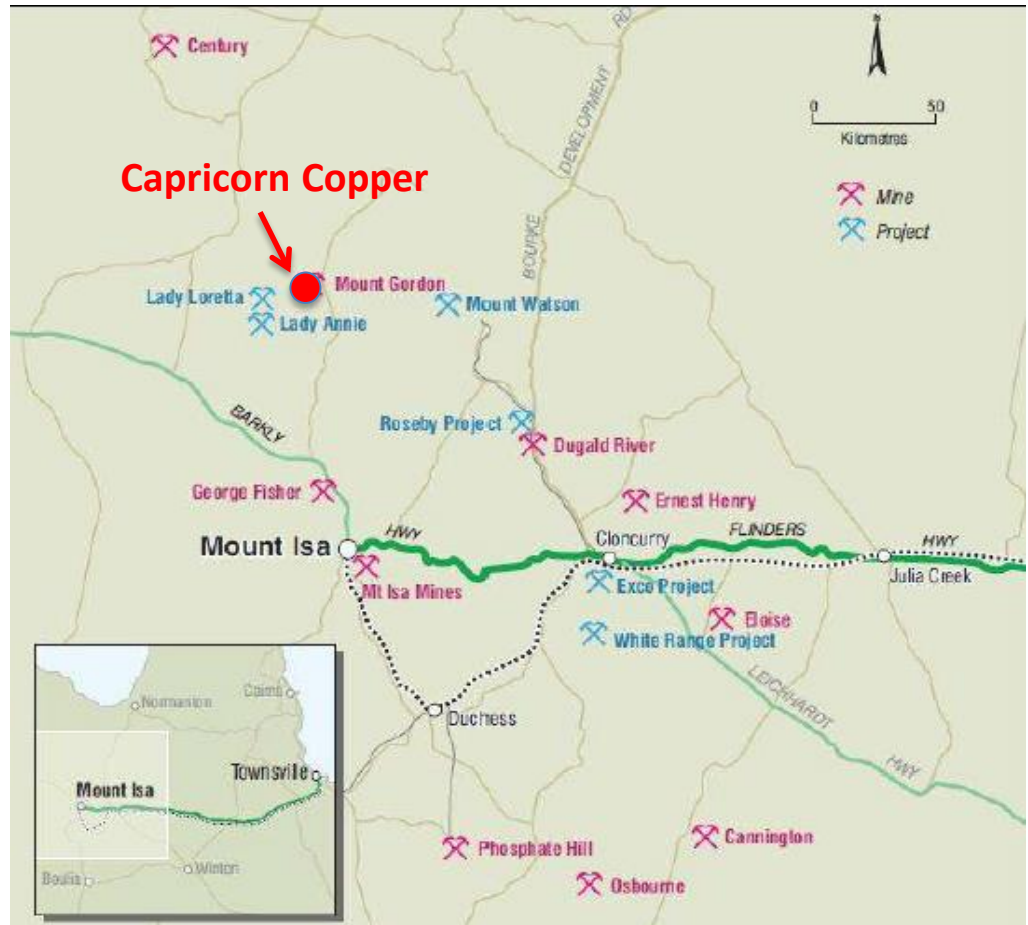 Century
RD
DEVELOPMENT
BOURKE
0
50
Kilometres
Mine
Project
Capricorn Copper
Mount Gordon
Lady Loretta
Lady Annie
Mount Watson
Roseby Project
Dugald River
BARKLY
HWY
George Fisher
Ernest Henry
Mount Isa
Cloncurry
FLINDERS
HWY
Julia Creek
Mt Isa Mines
Exco Project
Eloise
White Range Project
LEICHHARDT
HWY
Duchess
Phosphate Hill
Cannington
Osbourne
Normanton
Cairns
Townsville
Mount Isa
Winton
Boulia